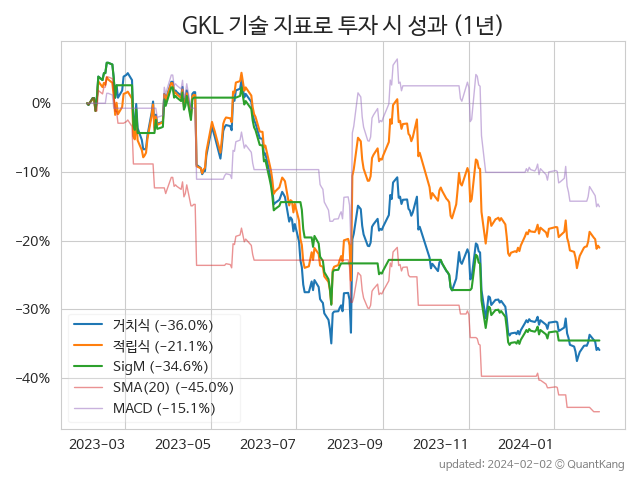 GKL 기술 지표로 투자 시 성과 (1년)
0%
−10%
−20%
−30%
−40%
거치식 (−36.0%)
적립식 (−21.1%)
SigM (−34.6%)
SMA(20) (−45.0%)
MACD (−15.1%)
2023−03 2023−05 2023−07 2023−09 2023−11 2024−01
updated: 2024−02−02 © QuantKang